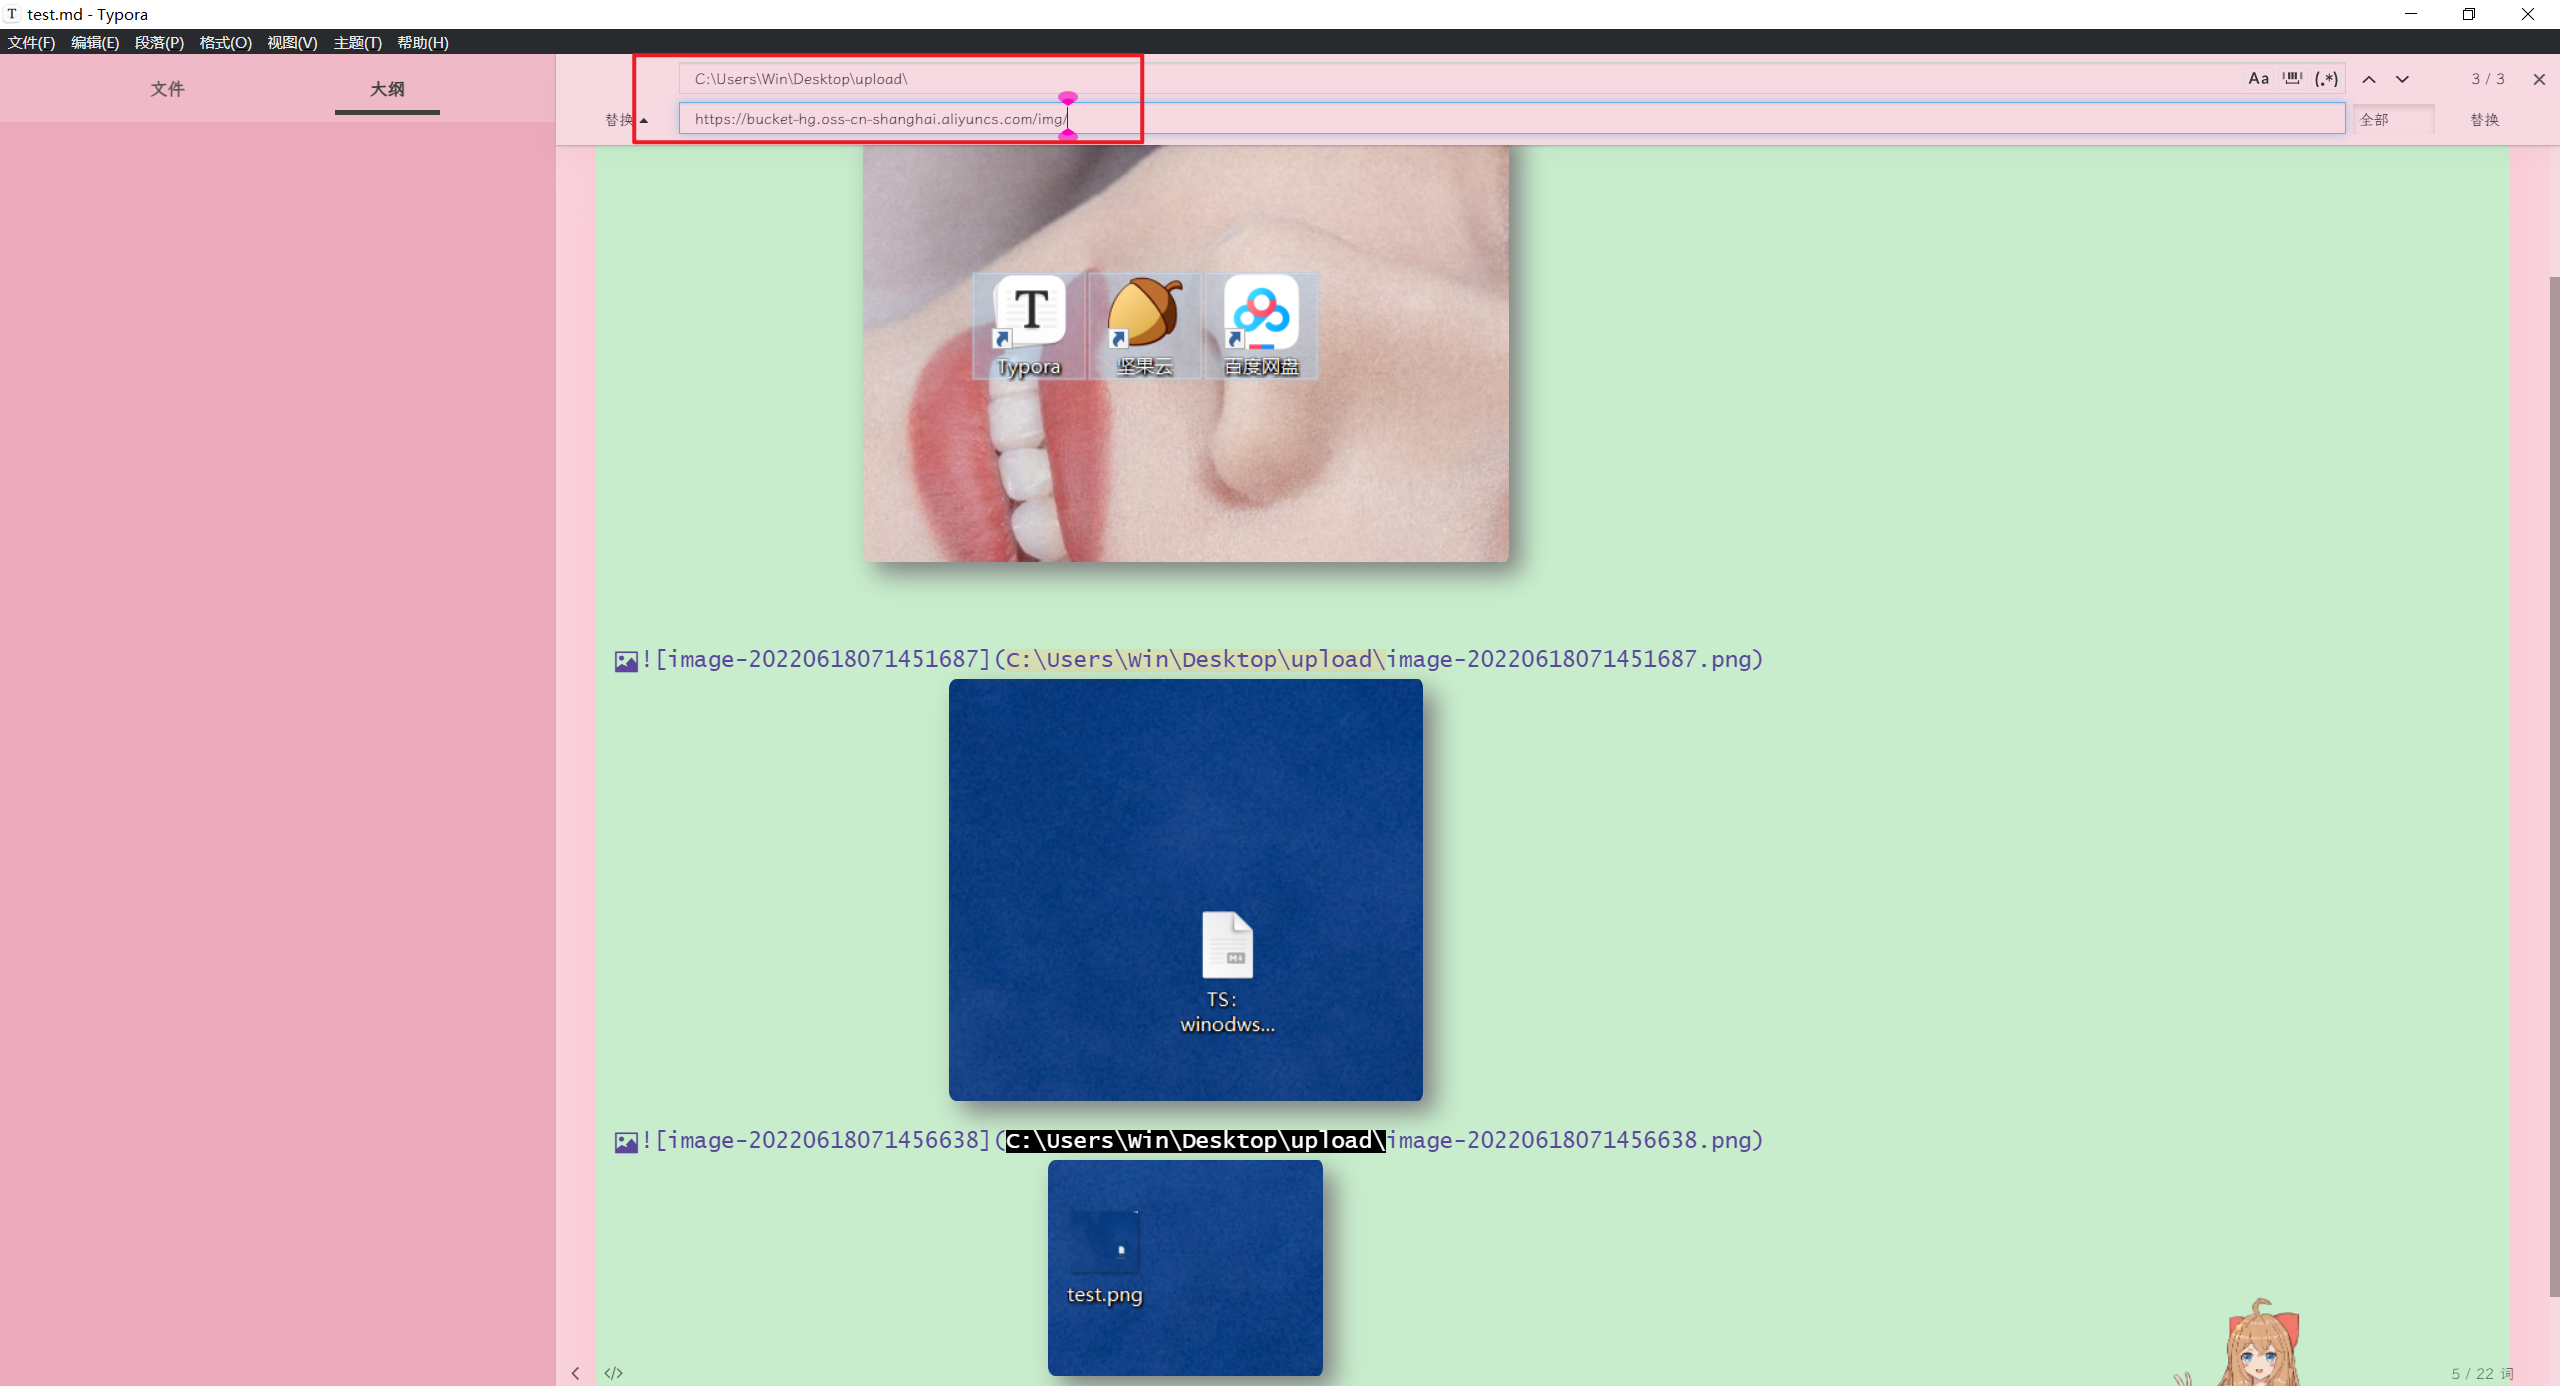 test.md - Typora
文件(F) 编辑(E) 段落(P) 格式(O) 视图(V) 主题(T) 帮助(H)
文件 大纲
C:\Users\Win\Desktop\upload\ Aa (.*) 3 / 3
替换 https://bucket-hg.oss-cn-shanghai.aliyuncs.com/img/ 全部 替换
Typora 坚果云 百度网盘
![image-20220618071451687](C:\Users\Win\Desktop\upload\image-20220618071451687.png)
TS:
winodws...
![image-20220618071456638](C:\Users\Win\Desktop\upload\image-20220618071456638.png)
test.png
</> 5 / 22 词